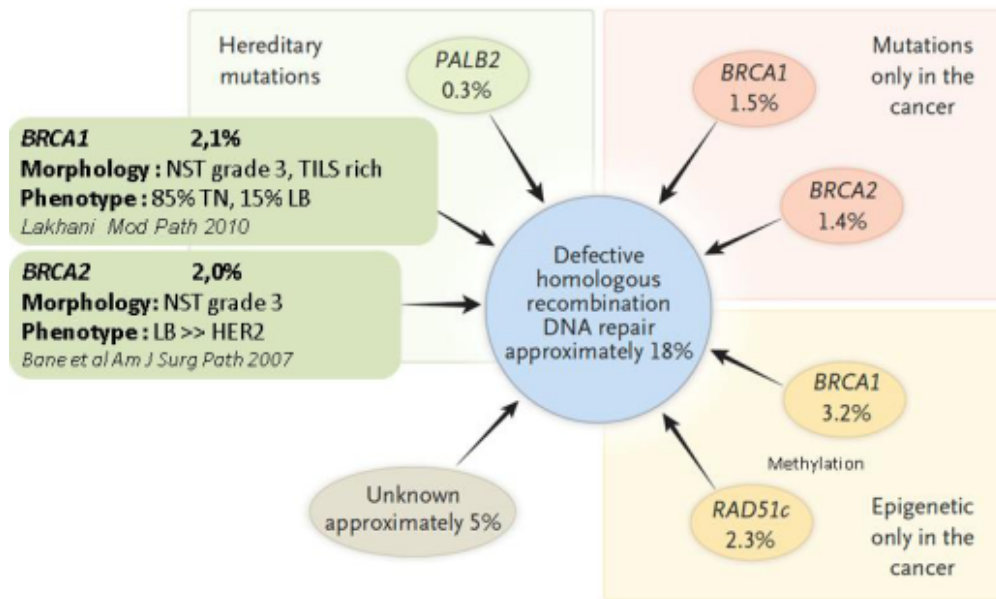 Hereditary
mutations
PALB2
0.3%
BRCA1 2,1%
Morphology : NST grade 3, TILS rich
Phenotype : 85% TN, 15% LB
Lakhani Mod Path 2010
BRCA2 2,0%
Morphology: NST grade 3
Phenotype : LB >> HER2
Bane et al Am J Surg Path 2007
Mutations
only in the
cancer
BRCA1
1.5%
BRCA2
1.4%
Defective
homologous
recombination
DNA repair
approximately 18%
Unknown
approximately 5%
BRCA1
3.2%
Methylation
RAD51c
2.3%
Epigenetic
only in the
cancer